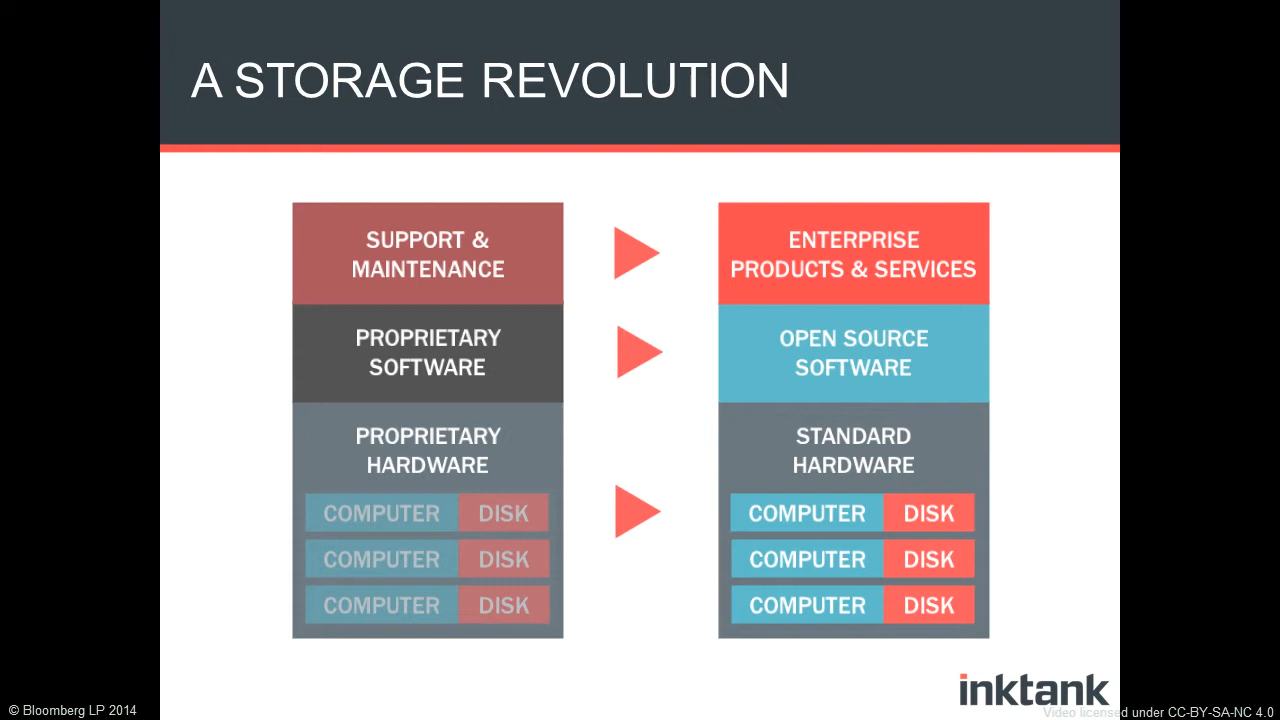 A STORAGE REVOLUTION
SUPPORT &
MAINTENANCE
PROPRIETARY
SOFTWARE
PROPRIETARY
HARDWARE
COMPUTER DISK
COMPUTER DISK
COMPUTER DISK
ENTERPRISE
PRODUCTS & SERVICES
OPEN SOURCE
SOFTWARE
STANDARD
HARDWARE
COMPUTER DISK
COMPUTER DISK
COMPUTER DISK
inktank
© Bloomberg LP 2014
Video licensed under CC-BY-SA-NC 4.0